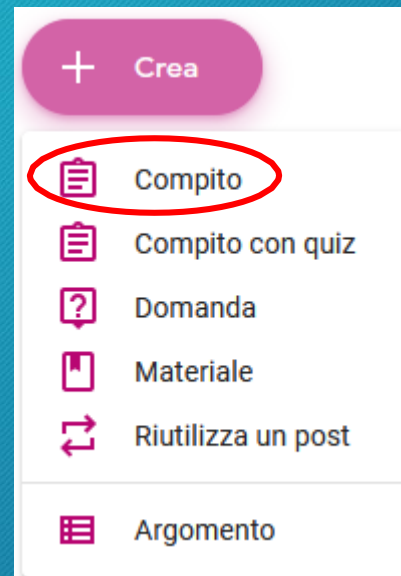 Crea
Compito
Compito con quiz
Domanda
Materiale
Riutilizza un post
Argomento